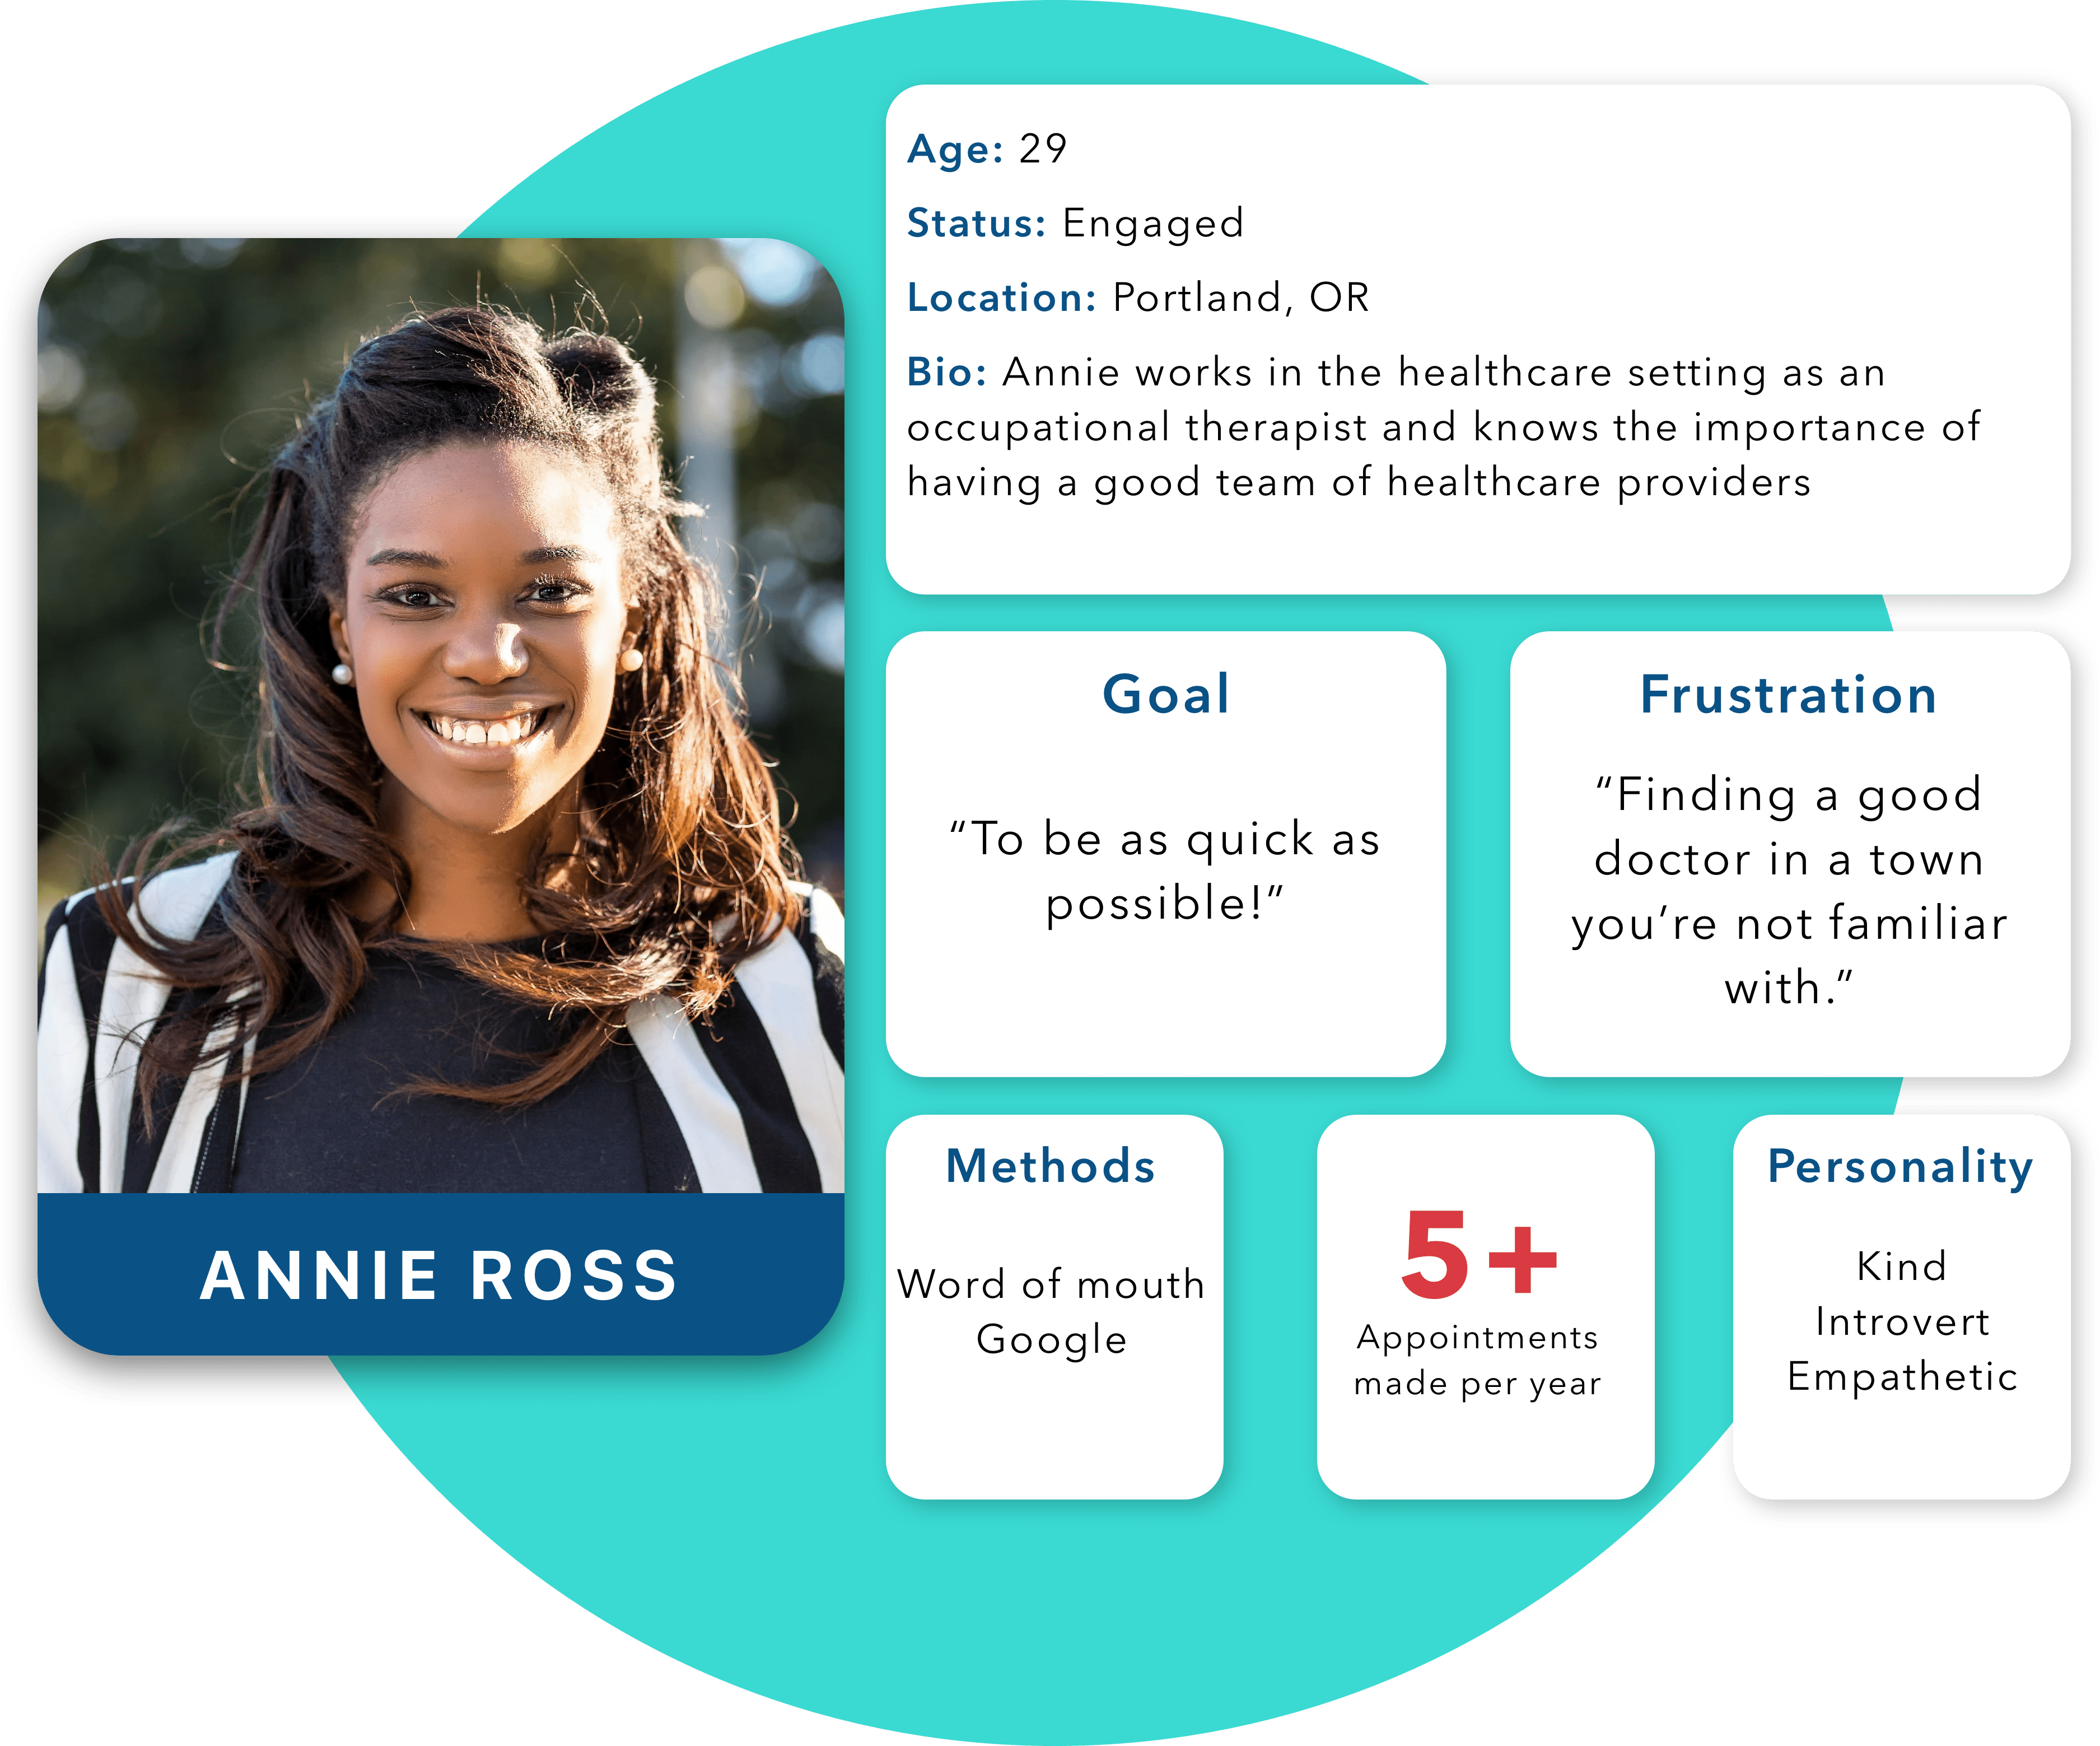 Age: 29
Status: Engaged
Location: Portland, OR
Bio: Annie works in the healthcare setting as an
occupational therapist and knows the importance of
having a good team of healthcare providers
Goal
“To be as quick as
possible!”
Frustration
“Finding a good
doctor in a town
you’re not familiar
with.”
Methods
Word of mouth
Google
5+
Appointments
made per year
Personality
Kind
Introvert
Empathetic
ANNIE ROSS